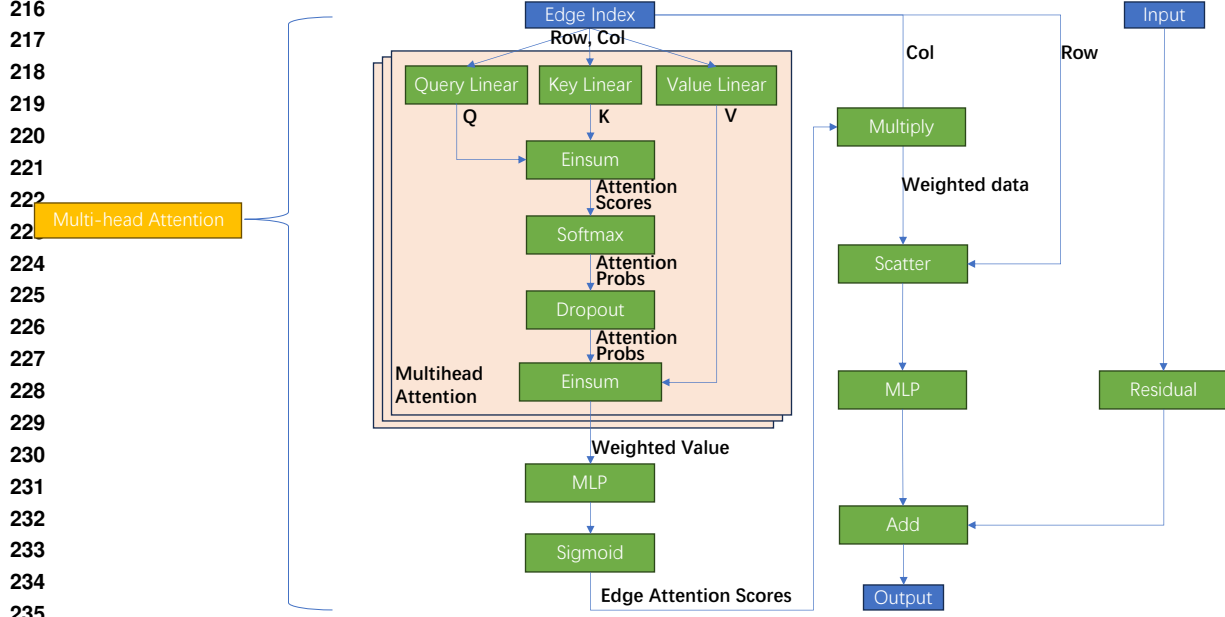 216
217
218
219
220
221
222
223
224
225
226
227
228
229
230
231
232
233
234
235
Multi-head Attention
Edge Index
Row, Col
Query Linear
Key Linear
Value Linear
Q
K
V
Einsum
Attention
Scores
Softmax
Attention
Probs
Dropout
Attention
Probs
Einsum
Multihead
Attention
Weighted Value
MLP
Sigmoid
Edge Attention Scores
Col
Row
Multiply
Weighted data
Scatter
MLP
Add
Output
Input
Residual